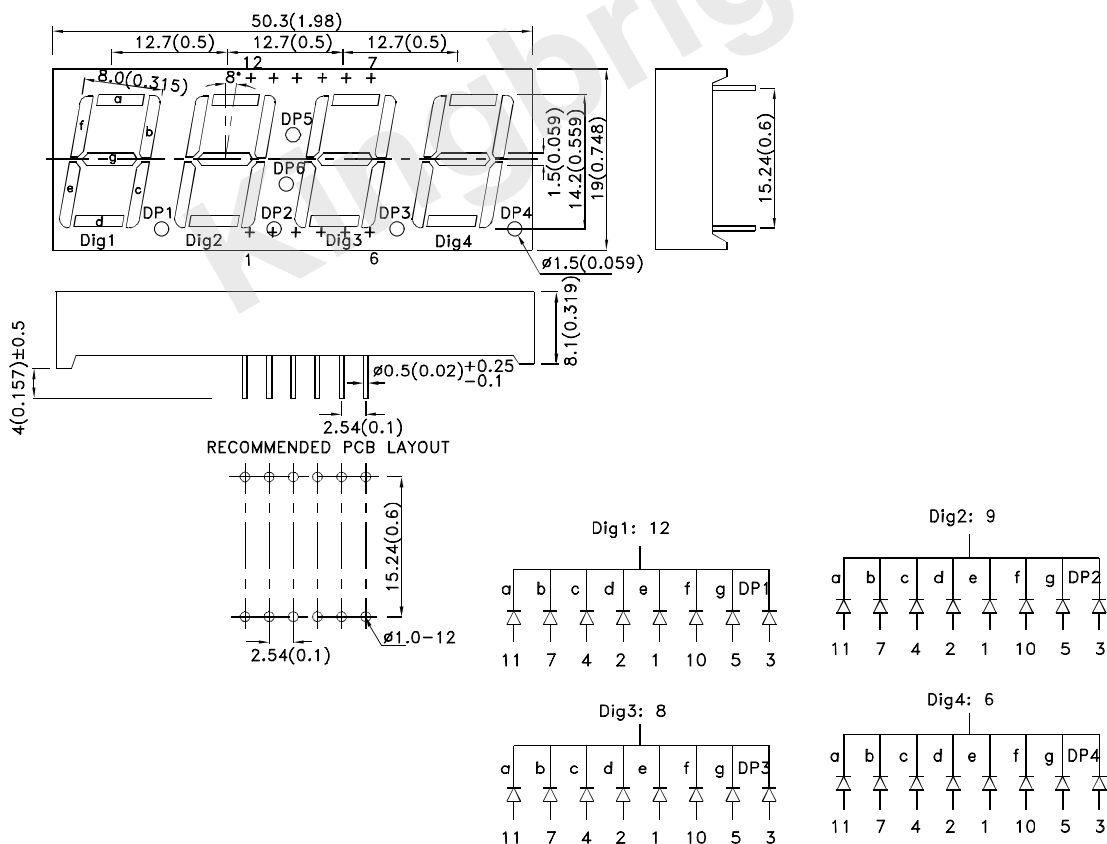 50.3(1.98)
12.7(0.5) 12.7(0.5) 12.7(0.5)
12 7
8.0(0.315) 8°
a
f b
g
e c
d
DP5
DP6
DP1 DP2 DP3 DP4
Dig1 Dig2 Dig3 Dig4
1 6
1.5(0.059)
14.2(0.559)
19(0.748)
15.24(0.6)
ø1.5(0.059)
Kingbrig
8.1(0.319)
4(0.157)±0.5
ø0.5(0.02)+0.25
-0.1
2.54(0.1)
RECOMMENDED PCB LAYOUT
15.24(0.6)
ø1.0-12
2.54(0.1)
Dig1: 12
a b c d e f g DP1
11 7 4 2 1 10 5 3
Dig2: 9
a b c d e f g DP2
11 7 4 2 1 10 5 3
Dig3: 8
a b c d e f g DP3
11 7 4 2 1 10 5 3
Dig4: 6
a b c d e f g DP4
11 7 4 2 1 10 5 3